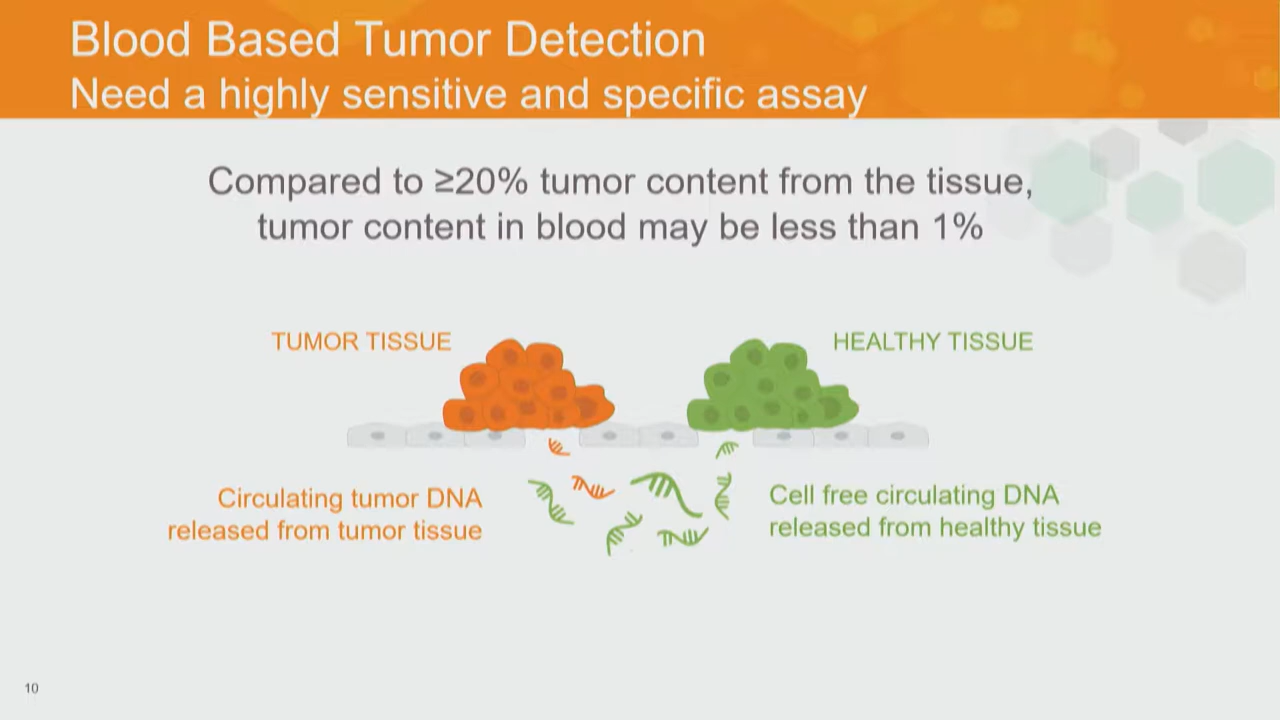 Blood Based Tumor Detection
Need a highly sensitive and specific assay
Compared to ≥20% tumor content from the tissue,
tumor content in blood may be less than 1%
TUMOR TISSUE
HEALTHY TISSUE
Circulating tumor DNA
released from tumor tissue
Cell free circulating DNA
released from healthy tissue
10